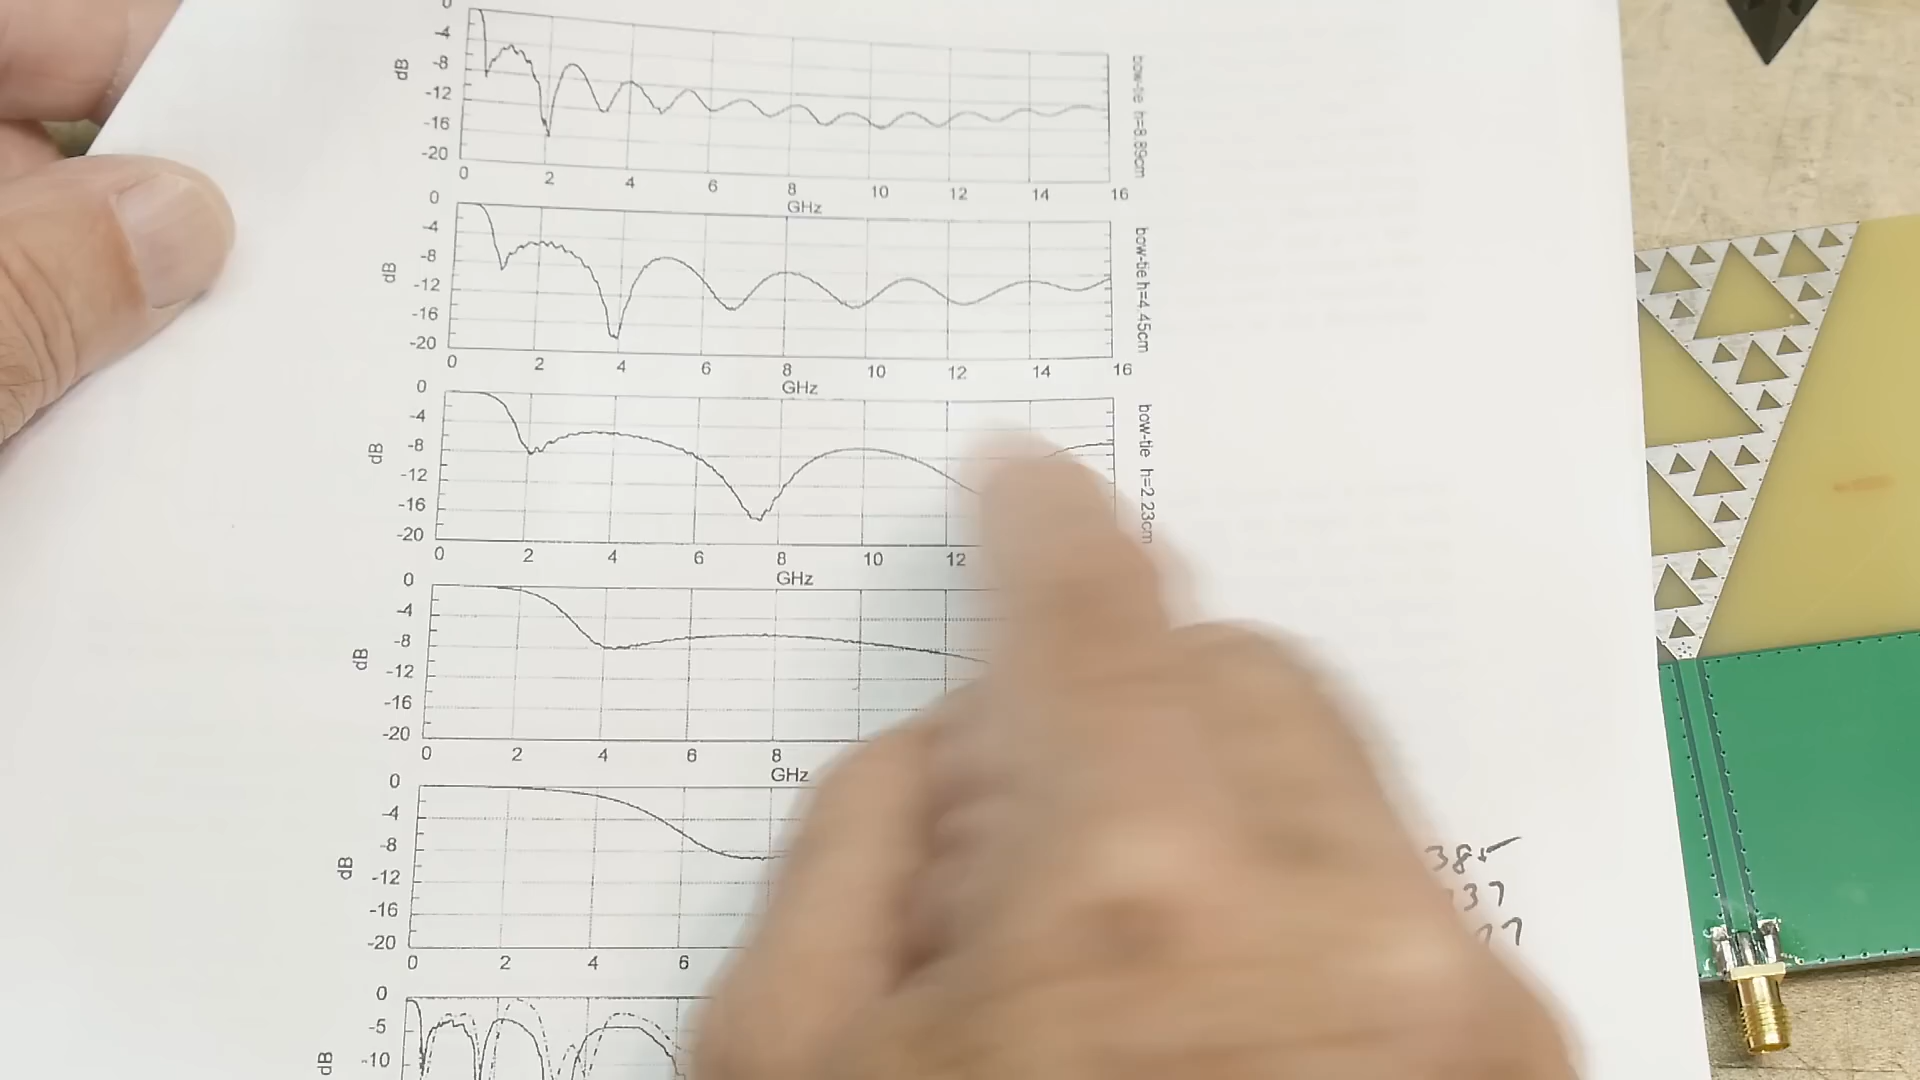 0
-4
-8
-12
-16
-20
dB
0 2 4 6 8 10 12 14 16
GHz
bow-tie h=8.89cm
0
-4
-8
-12
-16
-20
dB
0 2 4 6 8 10 12 14 16
GHz
bow-tie h=4.45cm
0
-4
-8
-12
-16
-20
dB
0 2 4 6 8 10 12
GHz
bow-tie h=2.23cm
0
-4
-8
-12
-16
-20
dB
0 2 4 6 8
GHz
0
-4
-8
-12
-16
-20
dB
0 2 4 6
0
-5
-10
dB
385
37